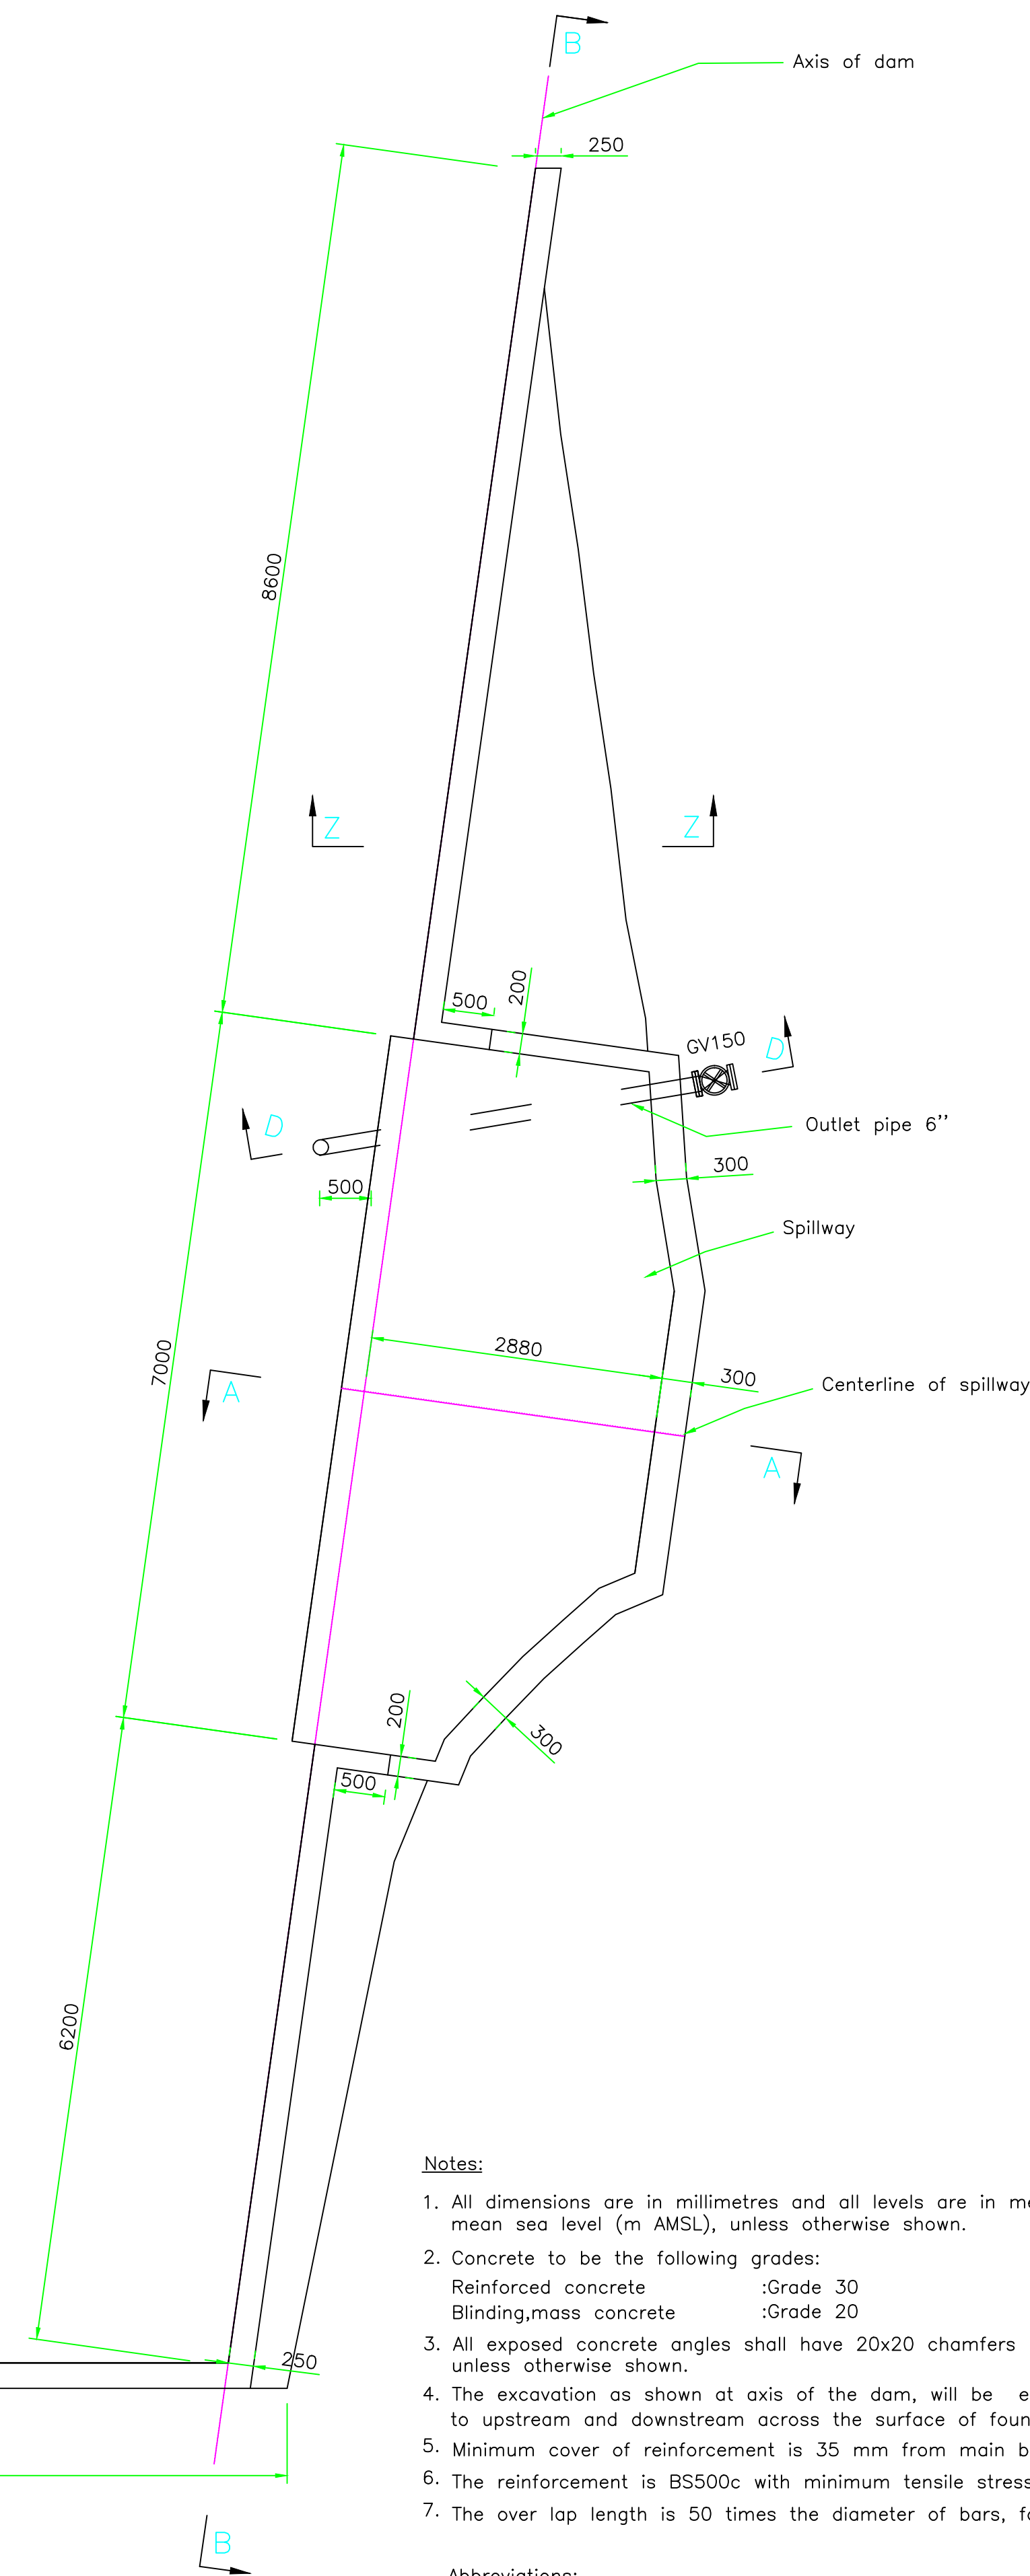 B
Axis of dam
250
8600
Z
Z
500
200
GV150
D
D
Outlet pipe 6’’
500
300
Spillway
2880
300
7000
A
Centerline of spillway
A
200
300
500
6200
Notes:
1. All dimensions are in millimetres and all levels are in
mean sea level (m AMSL), unless otherwise shown.
2. Concrete to be the following grades:
Reinforced concrete :Grade 30
Blinding,mass concrete :Grade 20
3. All exposed concrete angles shall have 20x20 chamfers
unless otherwise shown.
250
4. The excavation as shown at axis of the dam, will be
to upstream and downstream across the surface of
5. Minimum cover of reinforcement is 35 mm from main
6. The reinforcement is BS500c with minimum tensile stress
7. The over lap length is 50 times the diameter of bars,
B
Abbreviations: